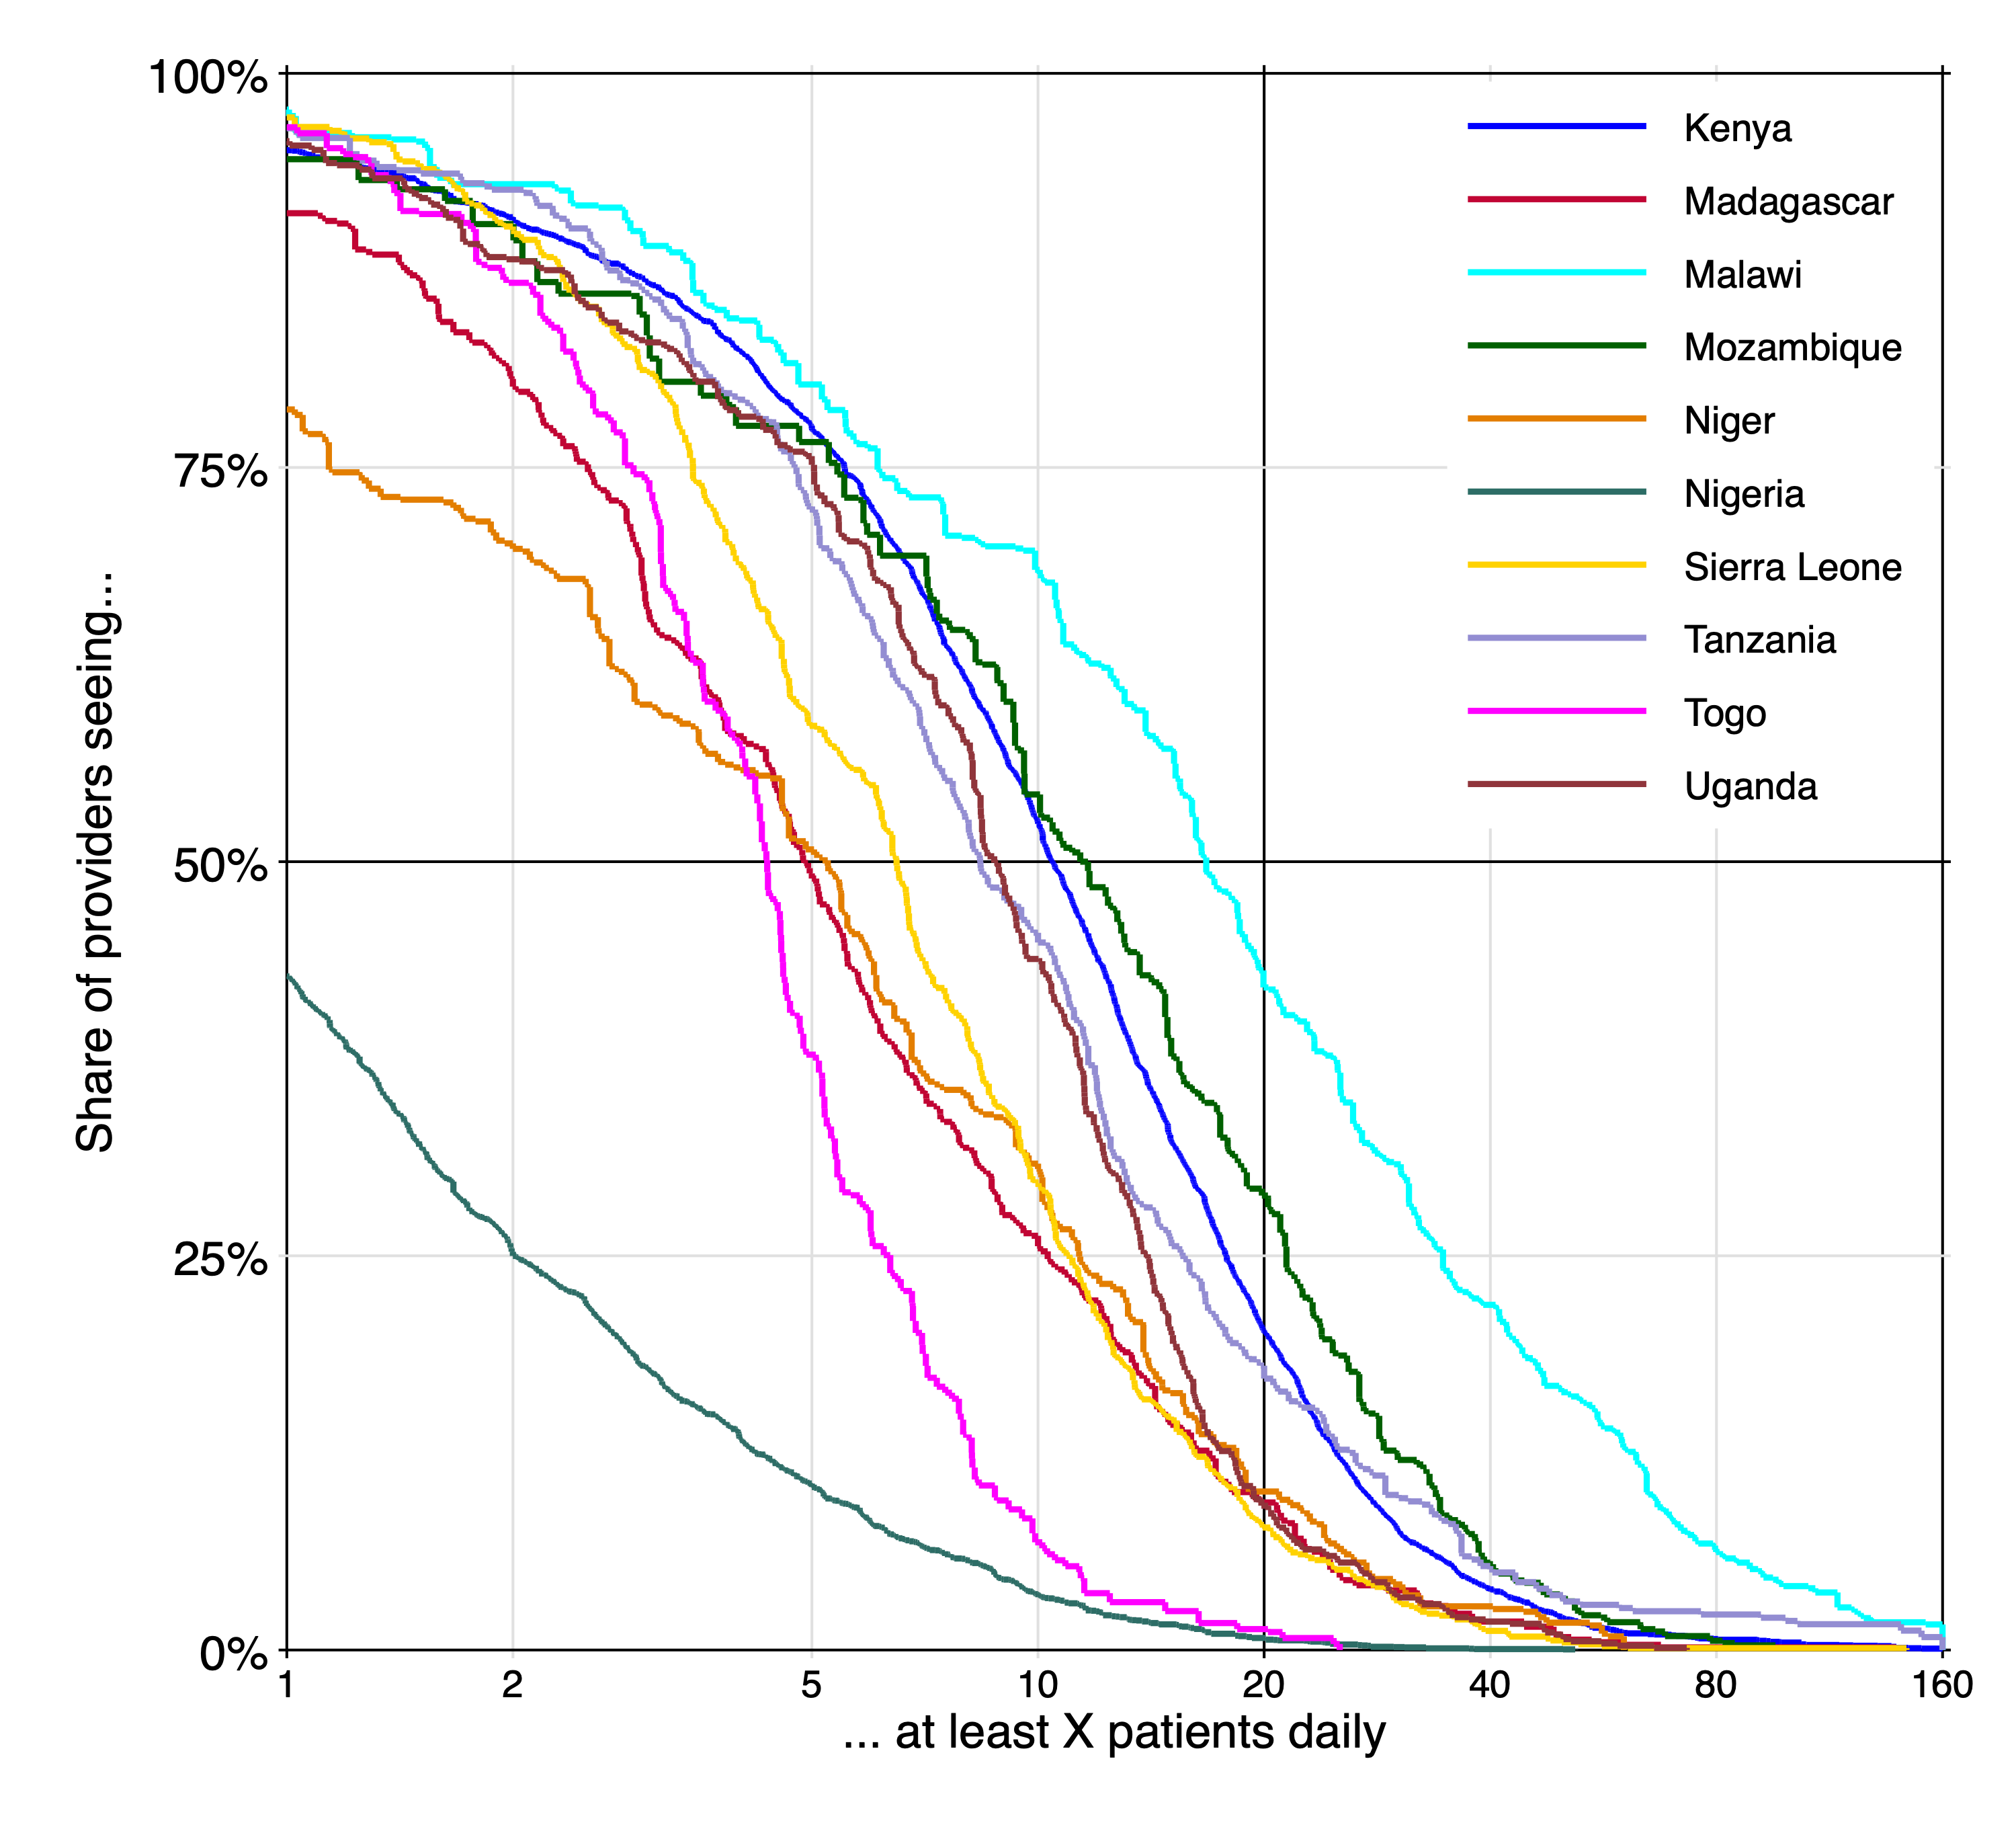 100%
75%
50%
25%
0%
Share of providers seeing...
1 2 5 10 20 40 80 160
... at least X patients daily
Kenya
Madagascar
Malawi
Mozambique
Niger
Nigeria
Sierra Leone
Tanzania
Togo
Uganda